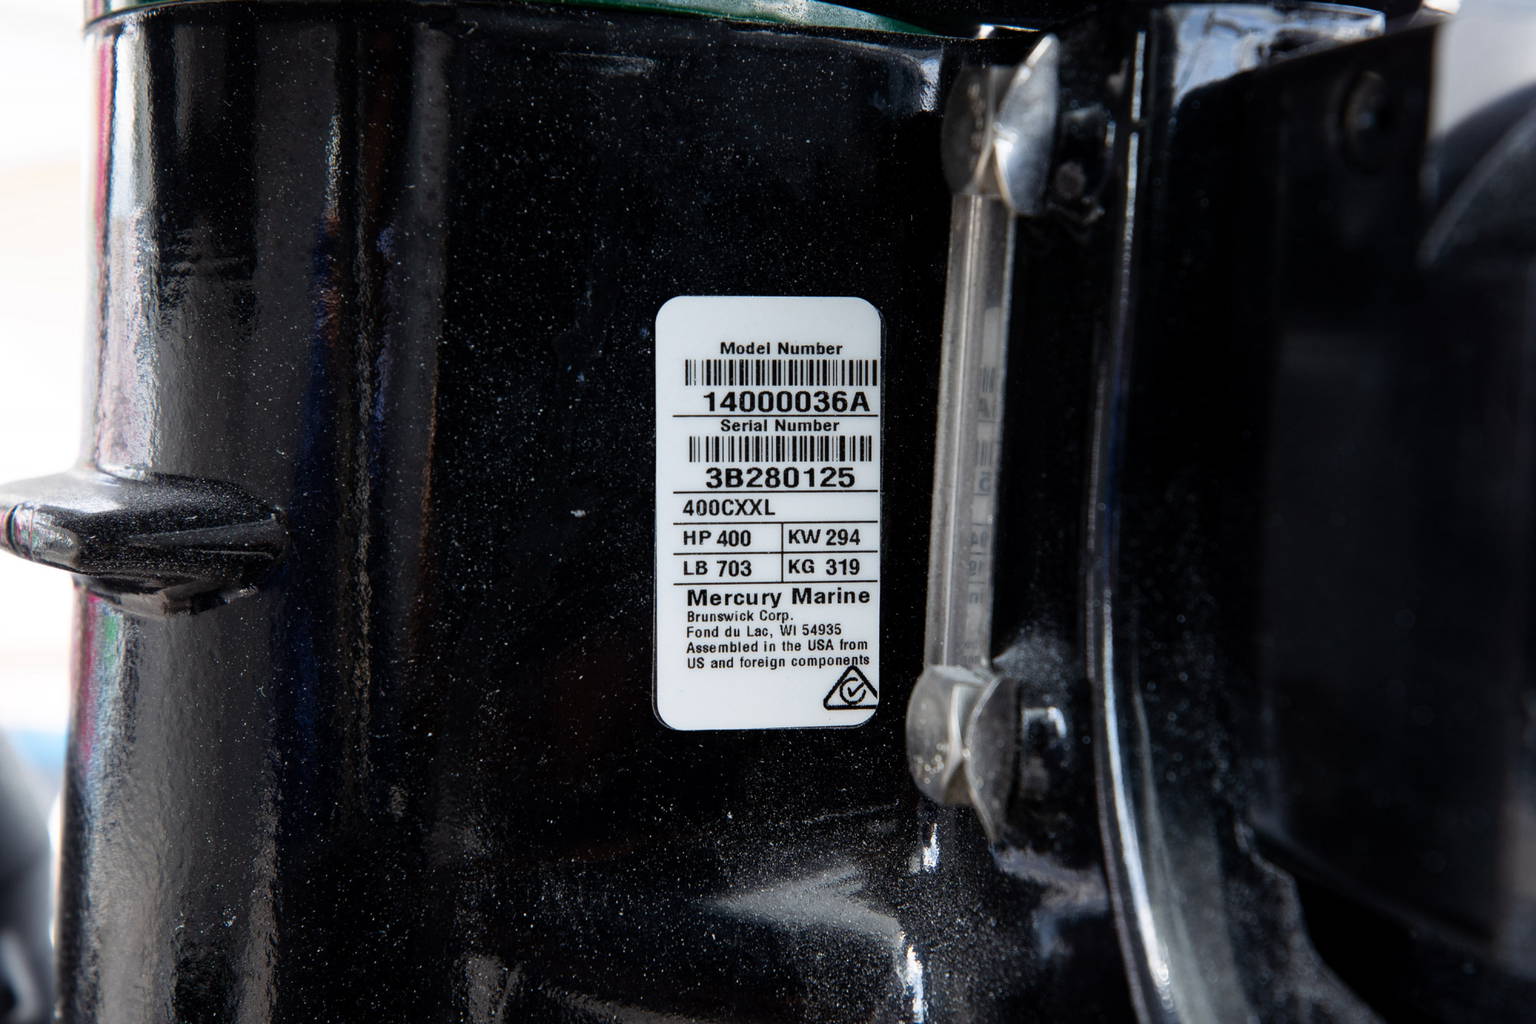 Model Number
14000036A
Serial Number
3B280125
400CXXL
HP 400 KW 294
LB 703 KG 319
Mercury Marine
Brunswick Corp.
Fond du Lac, WI 54935
Assembled in the USA from
US and foreign components